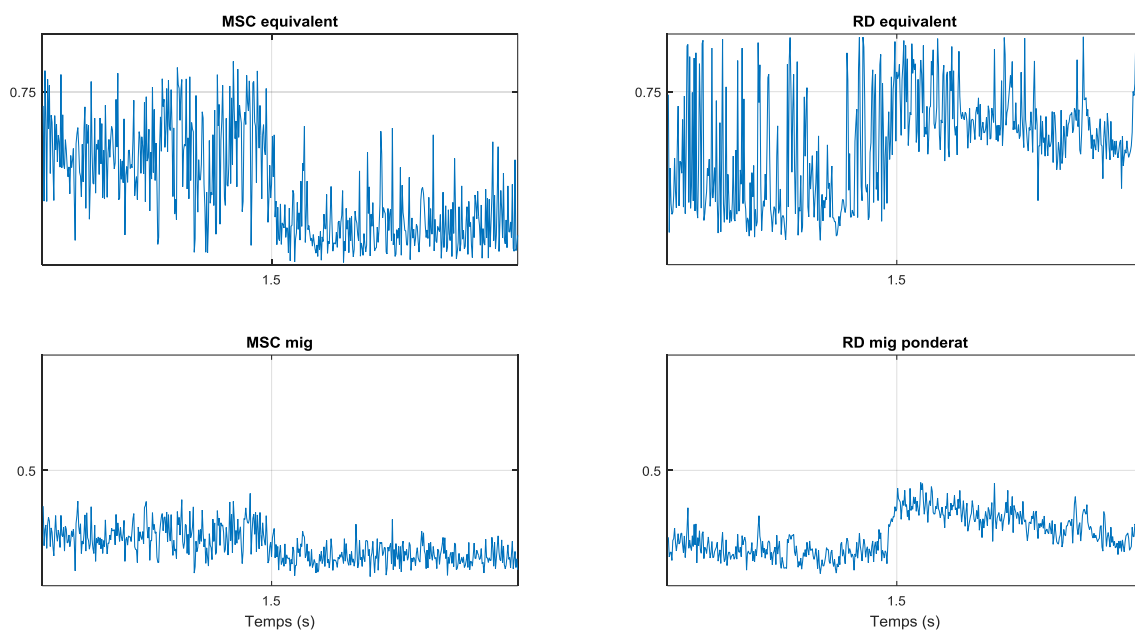 MSC equivalent
0.75
1.5
RD equivalent
0.75
1.5
MSC mig
0.5
1.5
Temps (s)
RD mig ponderat
0.5
1.5
Temps (s)